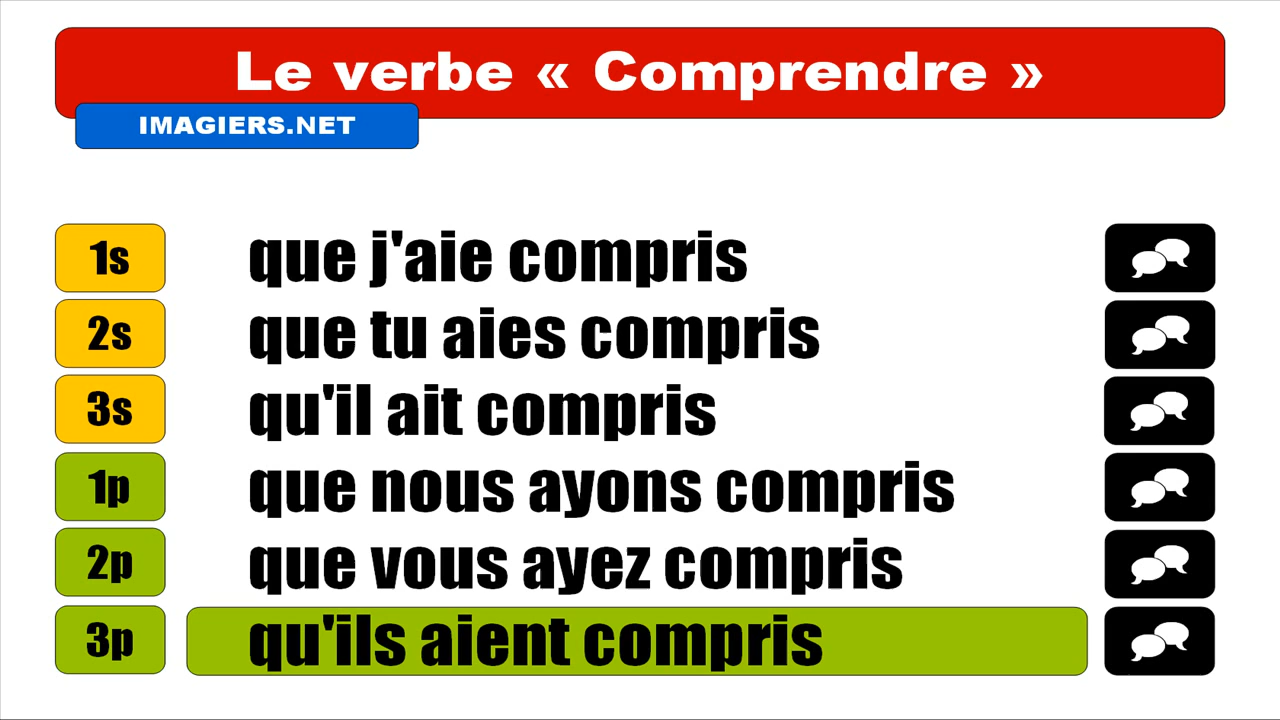 Le verbe « Comprendre »
IMAGIERS.NET
1s que j'aie compris
2s que tu aies compris
3s qu'il ait compris
1p que nous ayons compris
2p que vous ayez compris
3p qu'ils aient compris